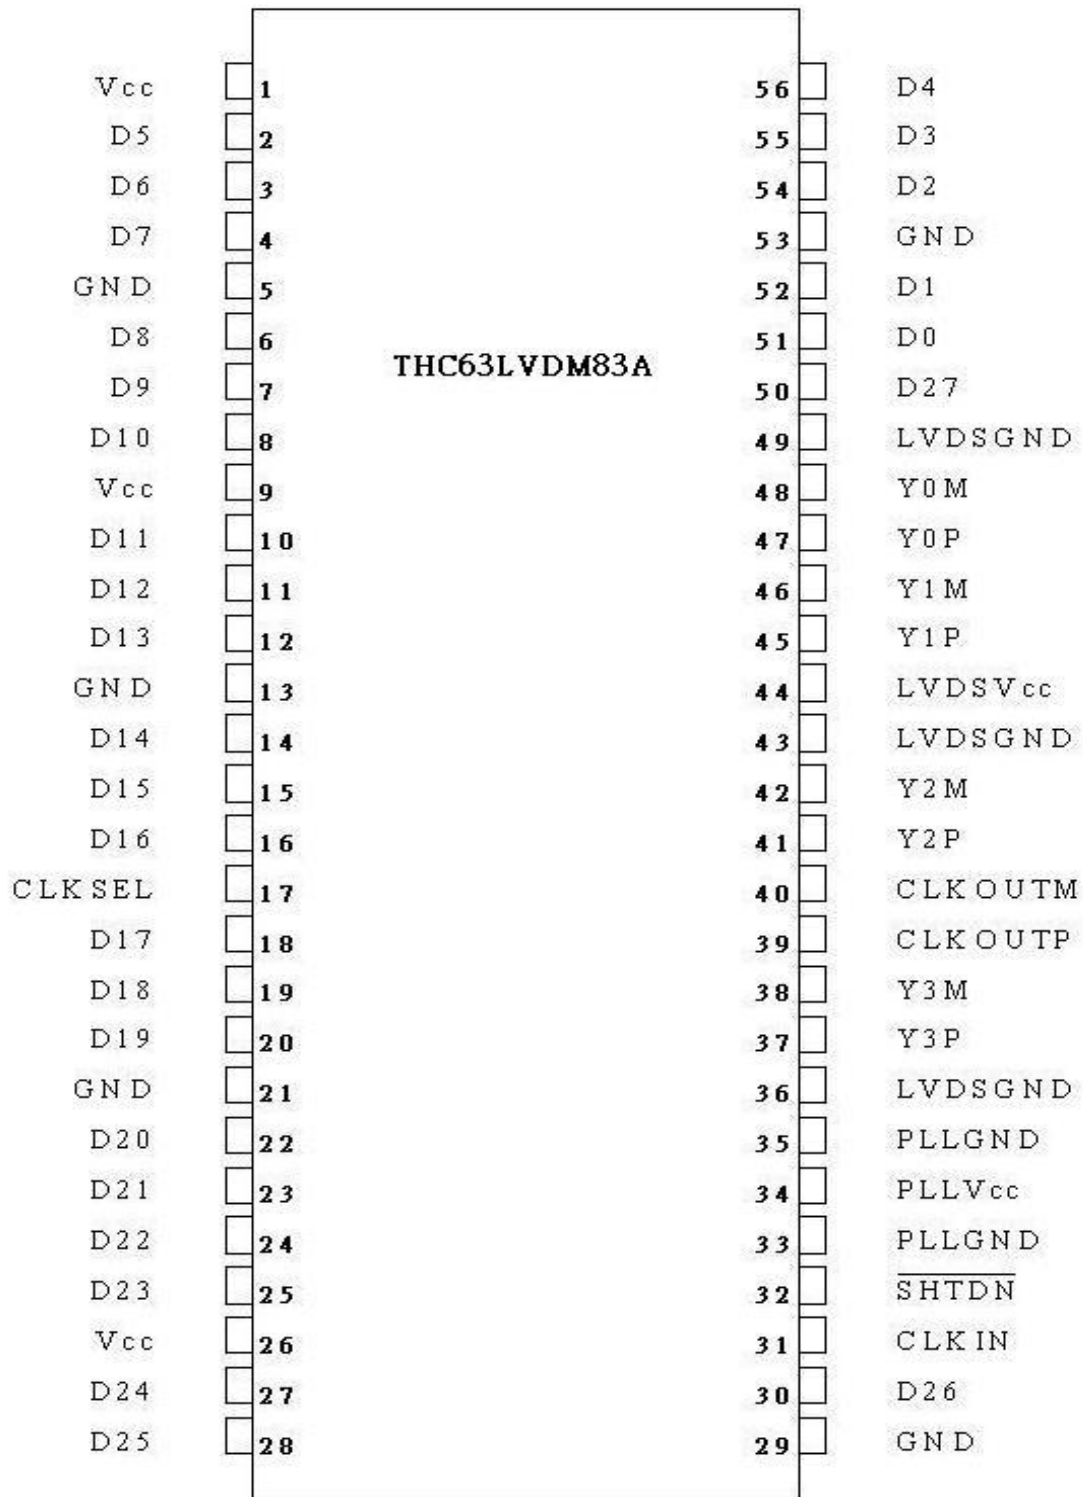 Vcc 1 56 D4
D5 2 55 D3
D6 3 54 D2
D7 4 53 GND
GND 5 52 D1
D8 6 51 D0
THC63LVDM83A
D9 7 50 D27
D10 8 49 LVDSGND
Vcc 9 48 Y0M
D11 10 47 Y0P
D12 11 46 Y1M
D13 12 45 Y1P
GND 13 44 LVDSVcc
D14 14 43 LVDSGND
D15 15 42 Y2M
D16 16 41 Y2P
CLKSEL 17 40 CLKOUTM
D17 18 39 CLKOUTP
D18 19 38 Y3M
D19 20 37 Y3P
GND 21 36 LVDSGND
D20 22 35 PLLGND
D21 23 34 PLLVcc
D22 24 33 PLLGND
D23 25 32 SHTDN
Vcc 26 31 CLKIN
D24 27 30 D26
D25 28 29 GND